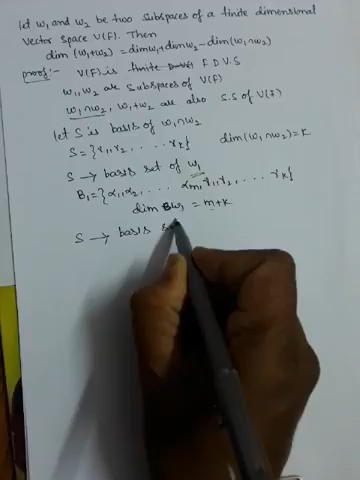 Let W1 and W2 be two subspaces of a finite dimensional
Vector space V(F). Then
dim (W1+W2) = dimW1+dimW2-dim(W1∩W2)
proof:- V(F) is finite D.V.S F D V S
W1, W2 are subspaces of V(F)
W1∩W2, W1+W2 are also S.S of V(F)
let S is basis of W1∩W2
S = {γ1, γ2, . . . . γk} dim(W1∩W2)=K
S → basis set of W1
B1 = {α1, α2, . . . . αm, γ1, γ2, . . . γk}
dim W1 = m+k
S → basis s